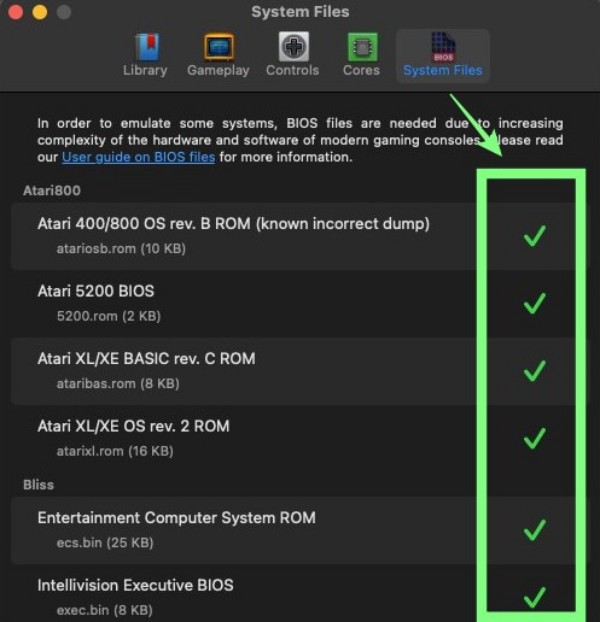 System Files
Library Gameplay Controls Cores BIOS System Files
In order to emulate some systems, BIOS files are needed due to increasing
complexity of the hardware and software of modern gaming consoles. Please read
our User guide on BIOS files for more information.
Atari800
Atari 400/800 OS rev. B ROM (known incorrect dump)
atariosb.rom (10 KB)
Atari 5200 BIOS
5200.rom (2 KB)
Atari XL/XE BASIC rev. C ROM
ataribas.rom (8 KB)
Atari XL/XE OS rev. 2 ROM
atarixl.rom (16 KB)
Bliss
Entertainment Computer System ROM
ecs.bin (25 KB)
Intellivision Executive BIOS
exec.bin (8 KB)